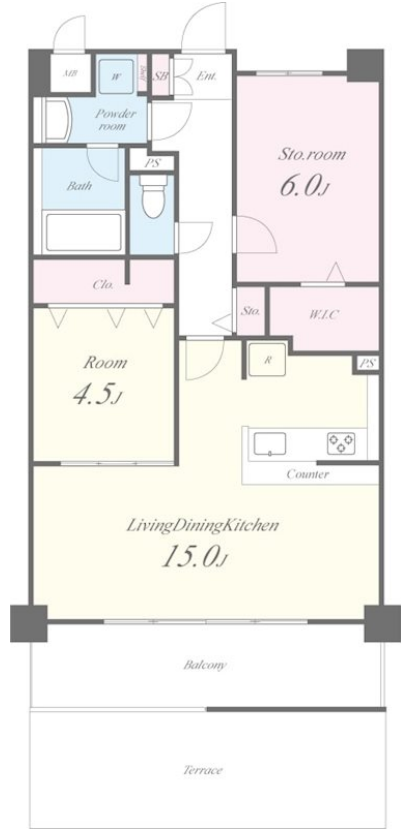 MB
W
Shelf
SB
Ent.
Powder
room
PS
Bath
Sto.room
6.0J
Clo.
Sto.
W.I.C
Room
4.5J
R
PS
Counter
LivingDiningKitchen
15.0J
Balcony
Terrace